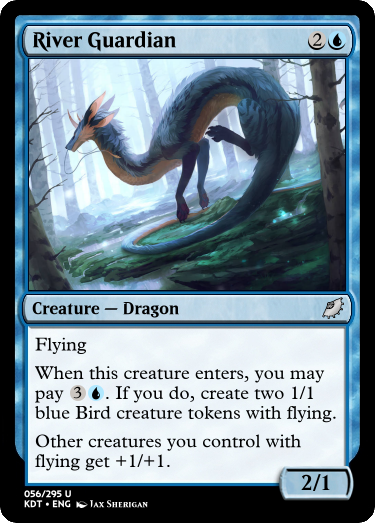 River Guardian 2
Creature — Dragon
Flying
When this creature enters, you may
pay 3. If you do, create two 1/1
blue Bird creature tokens with flying.
Other creatures you control with
flying get +1/+1.
2/1
056/295 U
KDT • ENG Jax Sherigan